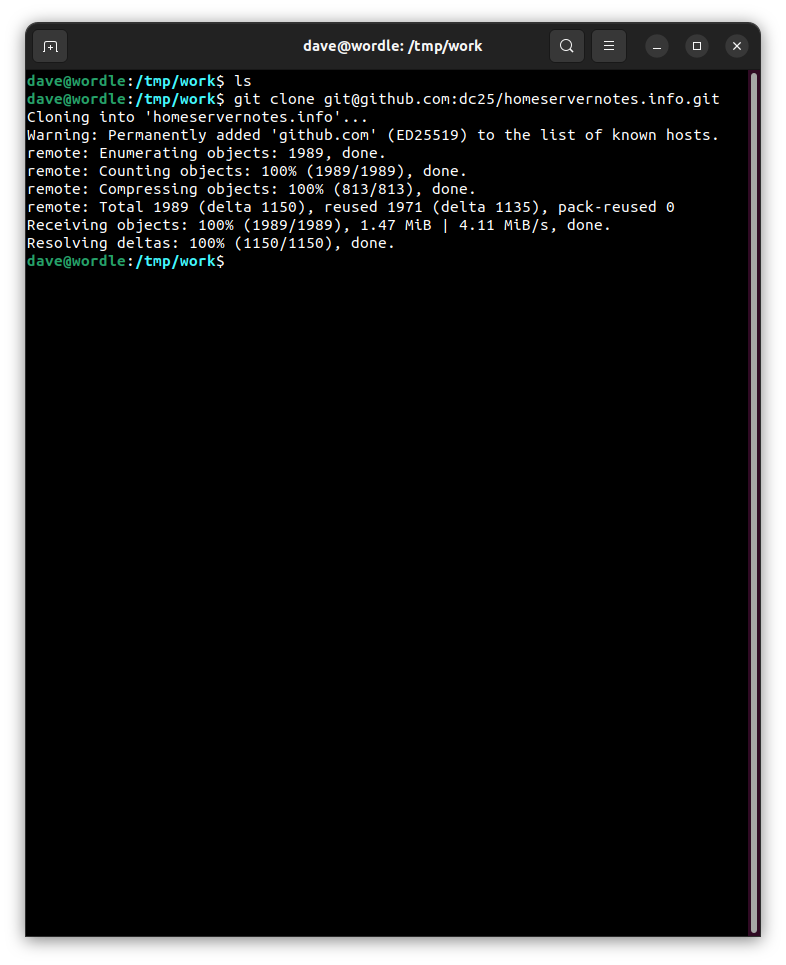 dave@wordle: /tmp/work
dave@wordle:/tmp/work$ ls
dave@wordle:/tmp/work$ git clone git@github.com:dc25/homeservernotes.info.git
Cloning into 'homeservernotes.info'...
Warning: Permanently added 'github.com' (ED25519) to the list of known hosts.
remote: Enumerating objects: 1989, done.
remote: Counting objects: 100% (1989/1989), done.
remote: Compressing objects: 100% (813/813), done.
remote: Total 1989 (delta 1150), reused 1971 (delta 1135), pack-reused 0
Receiving objects: 100% (1989/1989), 1.47 MiB | 4.11 MiB/s, done.
Resolving deltas: 100% (1150/1150), done.
dave@wordle:/tmp/work$